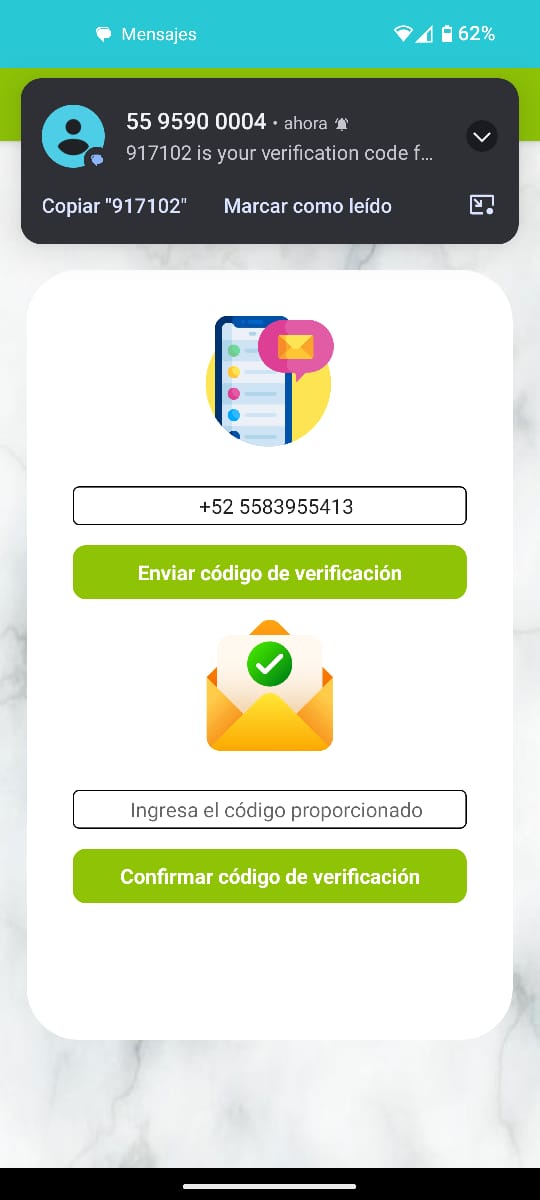 Mensajes
62%
55 9590 0004 • ahora
917102 is your verification code f...
Copiar "917102"
Marcar como leído
+52 5583955413
Enviar código de verificación
Ingresa el código proporcionado
Confirmar código de verificación